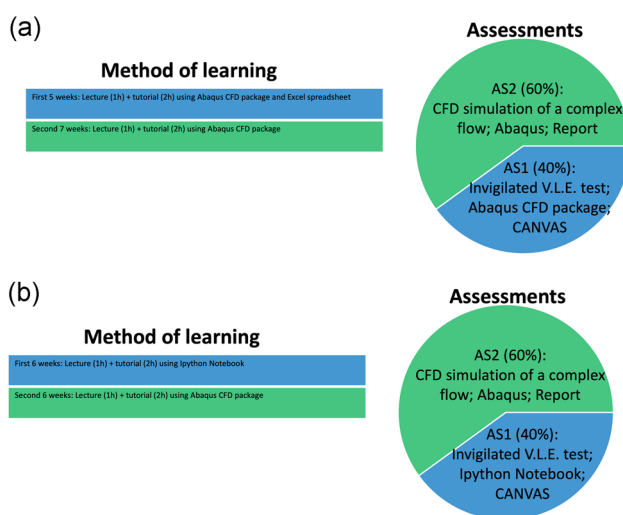 (a)
Method of learning
First 5 weeks: Lecture (1h) + tutorial (2h) using Abaqus CFD package and Excel spreadsheet
Second 7 weeks: Lecture (1h) + tutorial (2h) using Abaqus CFD package
Assessments
AS2 (60%):
CFD simulation of a complex
flow; Abaqus; Report
AS1 (40%):
Invigilated V.L.E. test;
Abaqus CFD package;
CANVAS
(b)
Method of learning
First 6 weeks: Lecture (1h) + tutorial (2h) using Ipython Notebook
Second 6 weeks: Lecture (1h) + tutorial (2h) using Abaqus CFD package
Assessments
AS2 (60%):
CFD simulation of a complex
flow; Abaqus; Report
AS1 (40%):
Invigilated V.L.E. test;
Ipython Notebook;
CANVAS